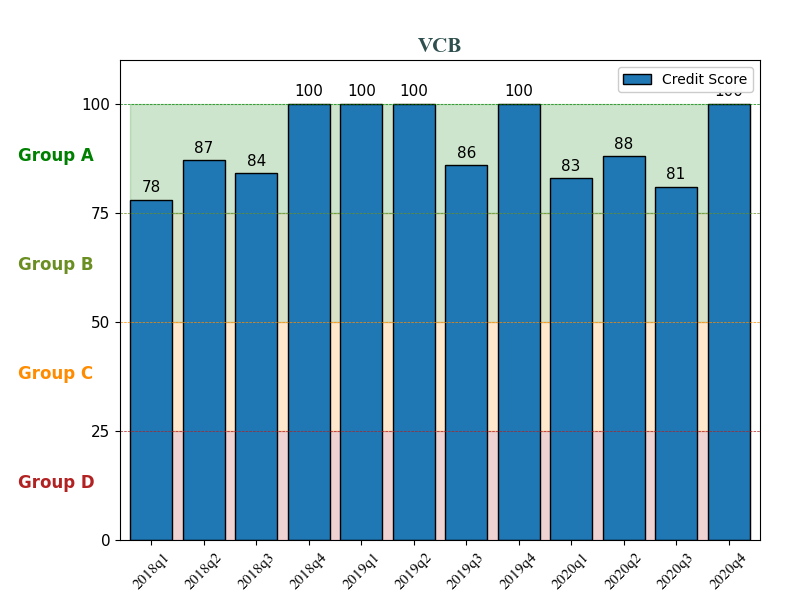 VCB
Credit Score
100
100
100
100
100
88
87
86
84
83
81
78
100
75
50
25
0
Group A
Group B
Group C
Group D
2018q1
2018q2
2018q3
2018q4
2019q1
2019q2
2019q3
2019q4
2020q1
2020q2
2020q3
2020q4